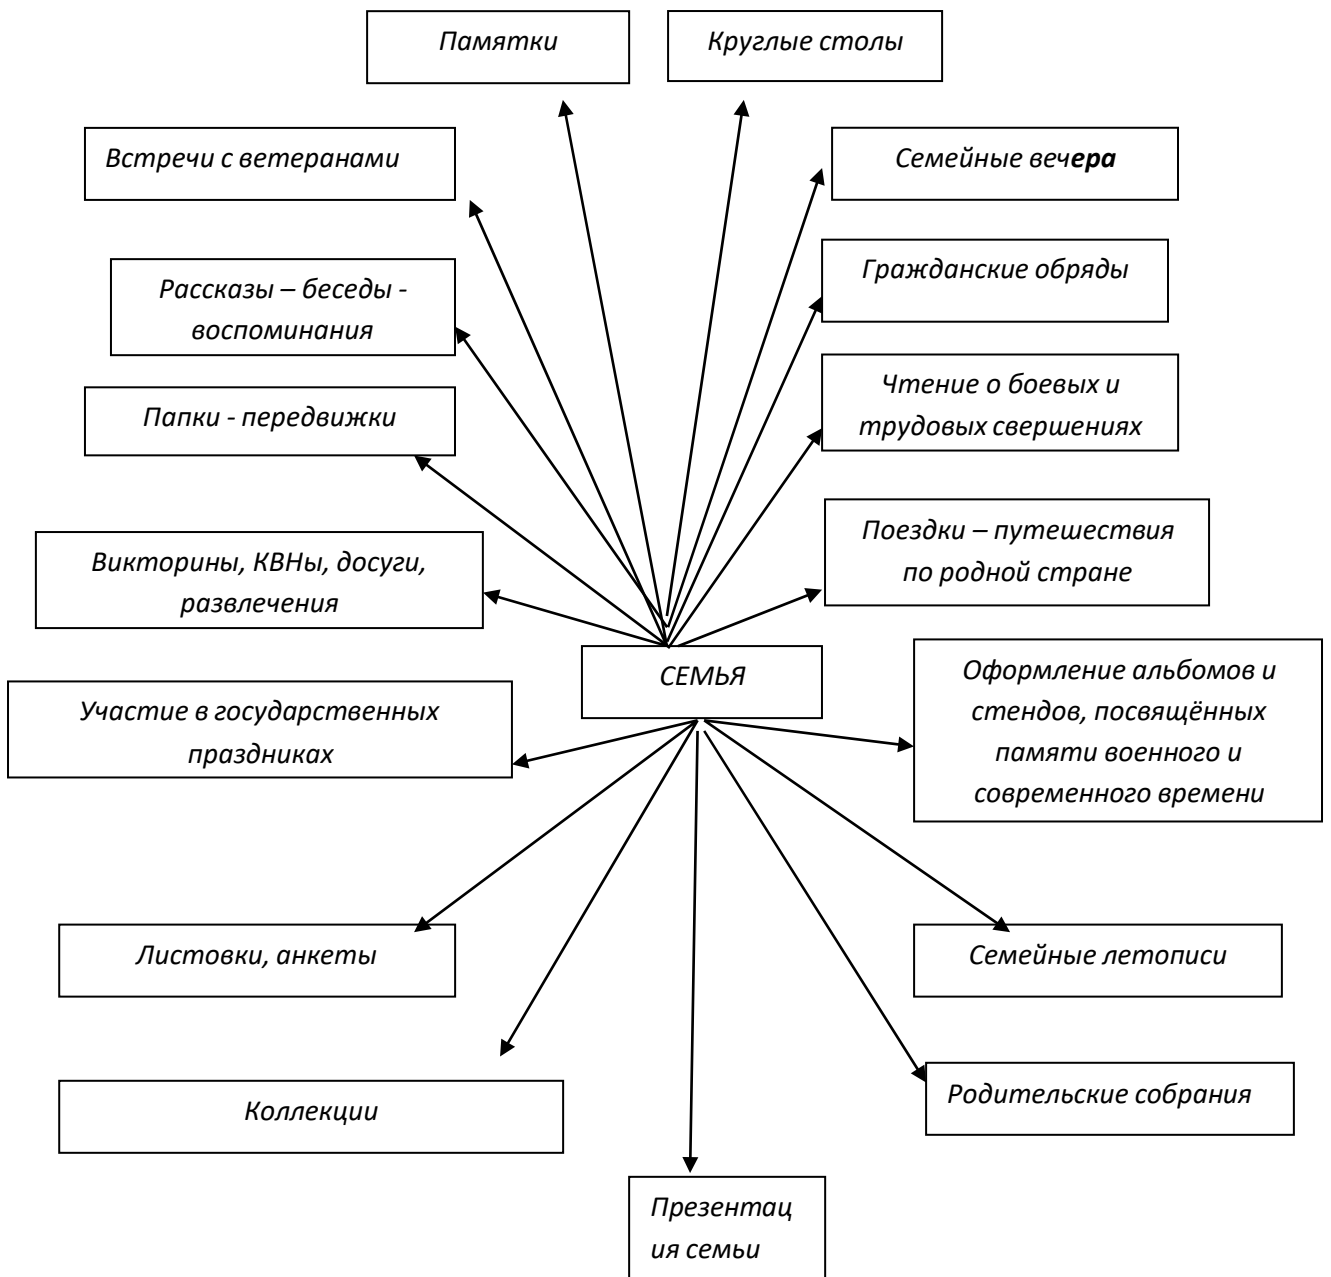 Памятки
Круглые столы
Встречи с ветеранами
Семейные вечера
Рассказы – беседы -
воспоминания
Гражданские обряды
Папки - передвижки
Чтение о боевых и
трудовых свершениях
Викторины, КВНы, досуги,
развлечения
Поездки – путешествия
по родной стране
СЕМЬЯ
Участие в государственных
праздниках
Оформление альбомов и
стендов, посвящённых
памяти военного и
современного времени
Листовки, анкеты
Семейные летописи
Коллекции
Родительские собрания
Презентац
ия семьи